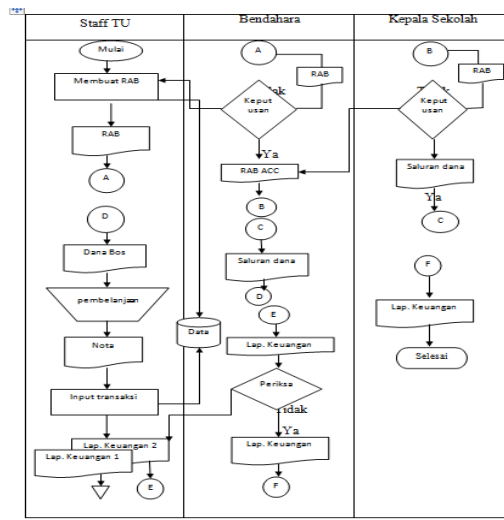 Staff TU
Bendahara
Kepala Sekolah
Mulai
Membuat RAB
RAB
A
D
Dana Bos
pembelanjaan
Nota
Input transaksi
Lap. Keuangan 2
Lap. Keuangan 1
E
A
RAB
Keput
usan
Ya
RAB ACC
B
C
Saluran dana
D
E
Data
Lap. Keuangan
Periksa
Tidak
Ya
Lap. Keuangan
F
B
RAB
Keput
usan
Saluran dana
Ya
C
F
Lap. Keuangan
Selesai